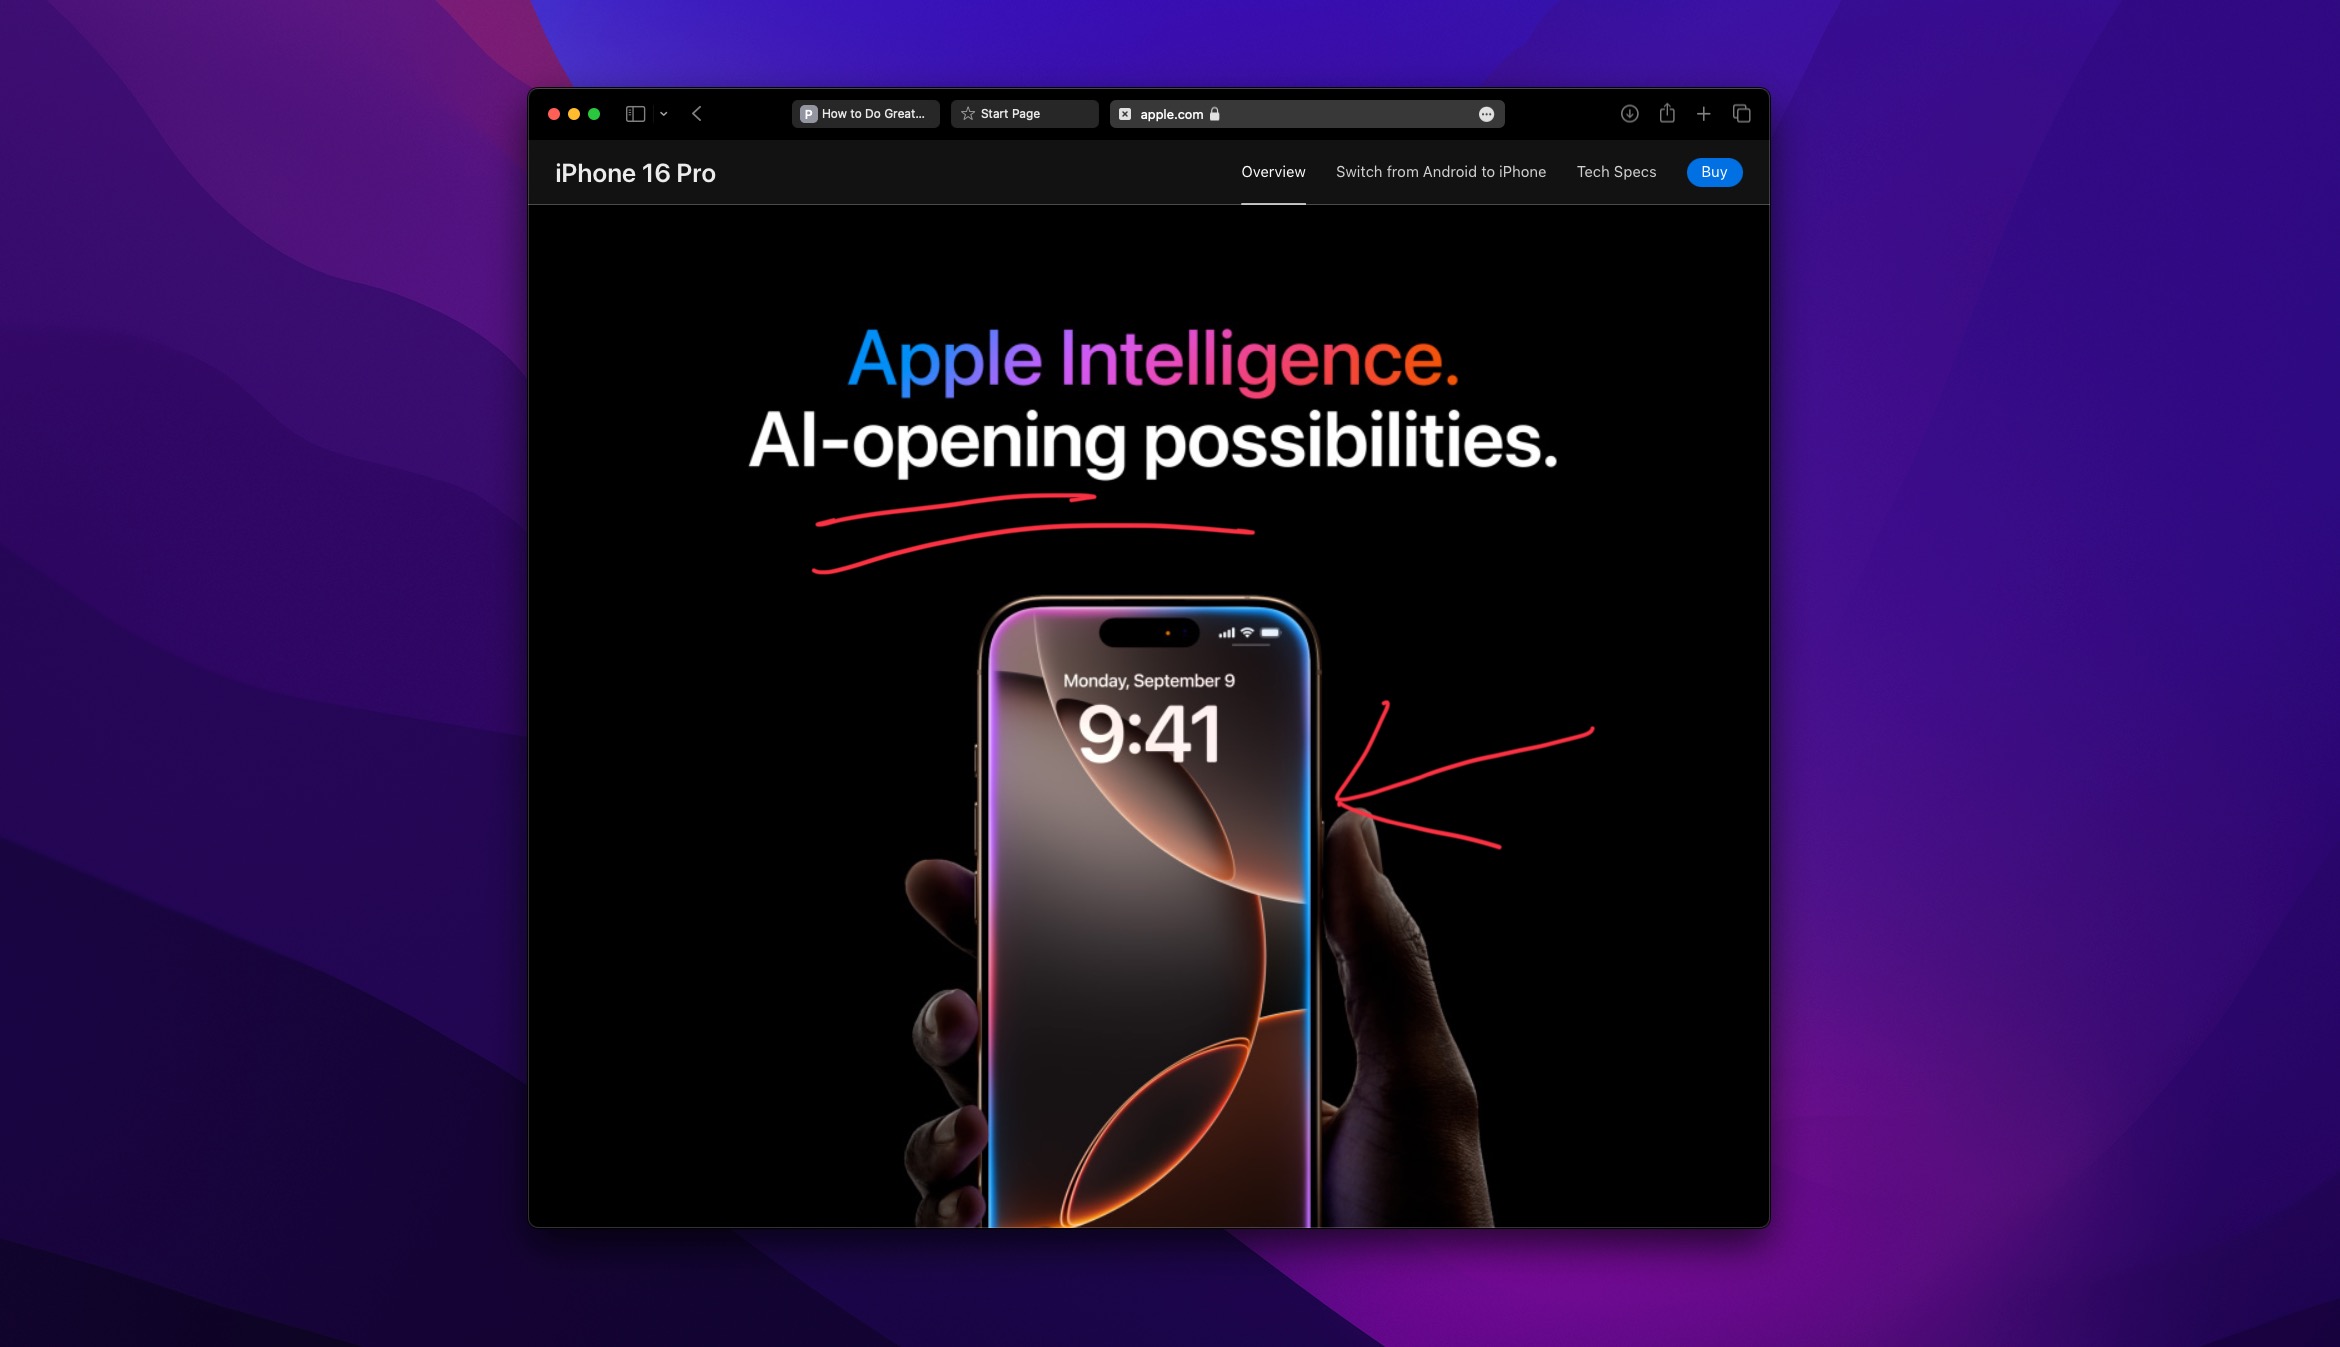 P How to Do Great...
Start Page
apple.com
iPhone 16 Pro
Overview
Switch from Android to iPhone
Tech Specs
Buy
Apple Intelligence.
AI-opening possibilities.
Monday, September 9
9:41